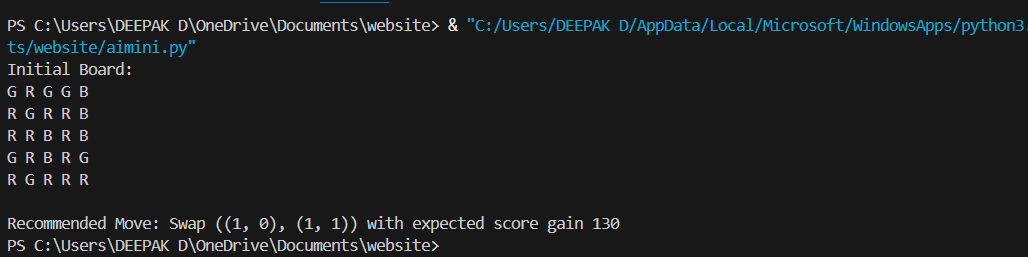 PS C:\Users\DEEPAK D\OneDrive\Documents\website> & "C:/Users/DEEPAK D/AppData/Local/Microsoft/WindowsApps/python3.
ts/website/aimini.py"
Initial Board:
G R G G B
R G R R B
R R B R B
G R B R G
R G R R R
Recommended Move: Swap ((1, 0), (1, 1)) with expected score gain 130
PS C:\Users\DEEPAK D\OneDrive\Documents\website>